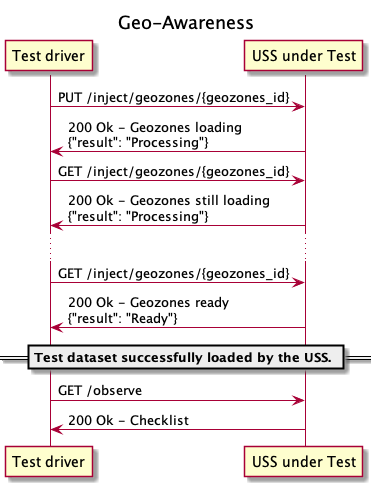 Geo-Awareness
Test driver
USS under Test
PUT /inject/geozones/{geozones_id}
200 Ok - Geozones loading
{"result": "Processing"}
GET /inject/geozones/{geozones_id}
200 Ok - Geozones still loading
{"result": "Processing"}
GET /inject/geozones/{geozones_id}
200 Ok - Geozones ready
{"result": "Ready"}
Test dataset successfully loaded by the USS.
GET /observe
200 Ok - Checklist
Test driver
USS under Test